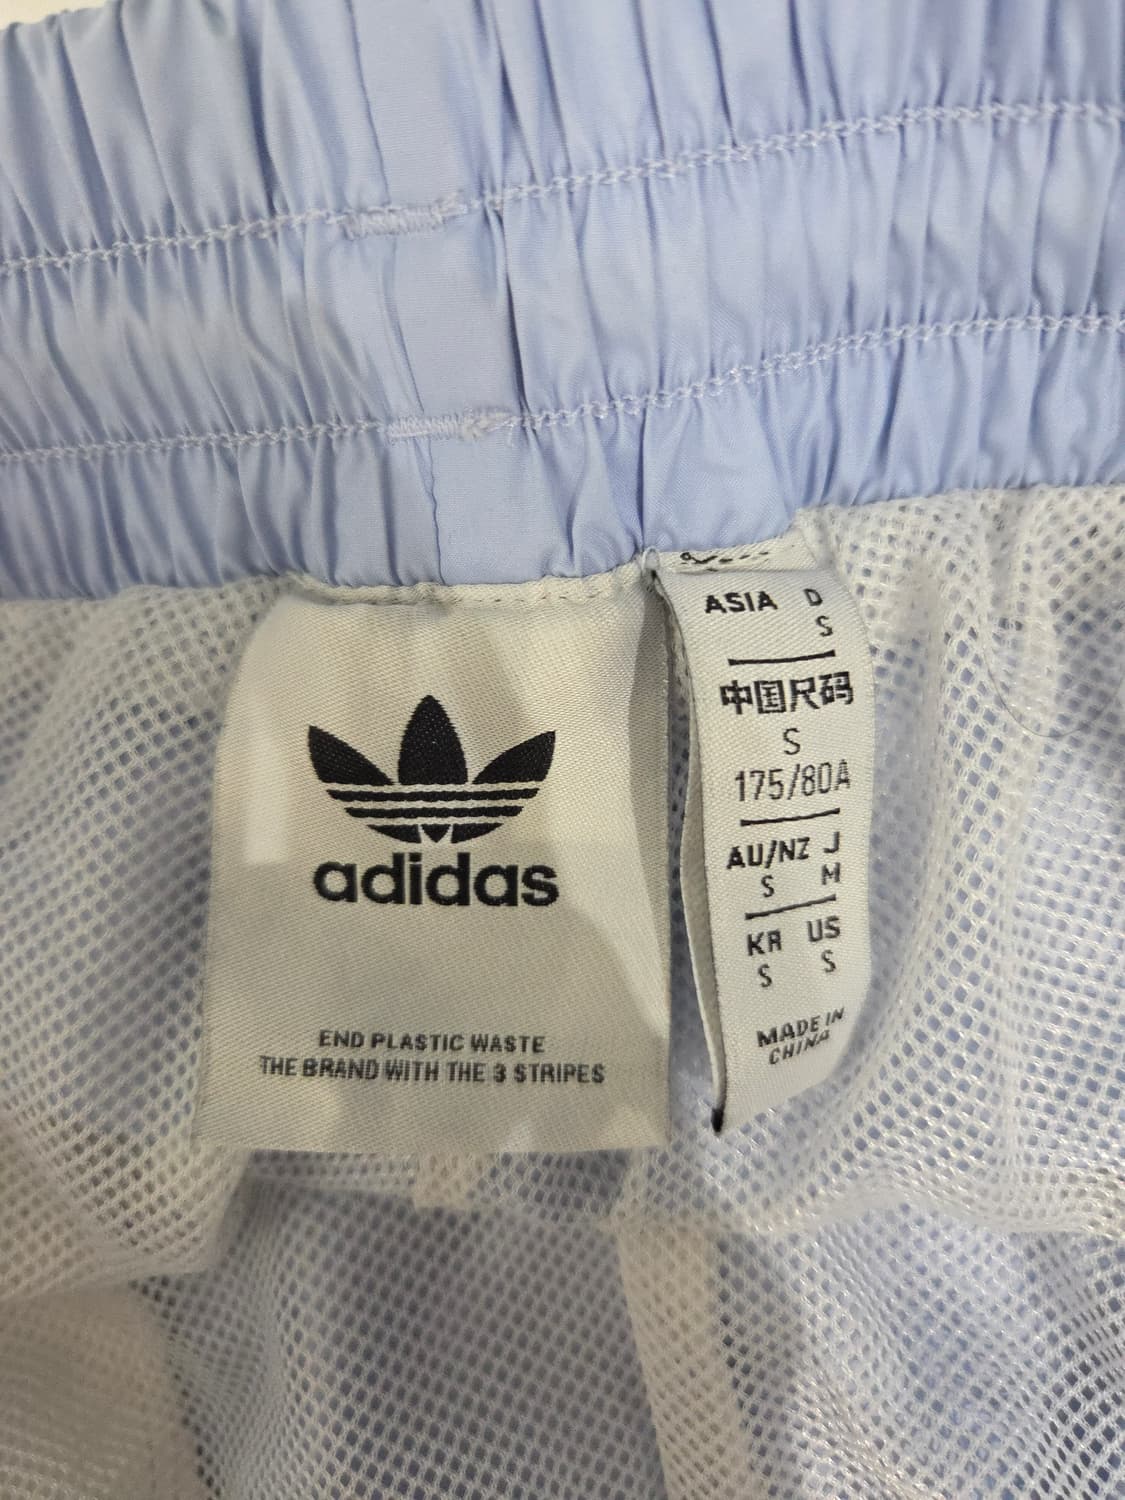 adidas
END PLASTIC WASTE
THE BRAND WITH THE 3 STRIPES
ASIA D
S
中国尺码
S
175/80A
AU/NZ J
S M
KR US
S S
MADE IN
CHINA